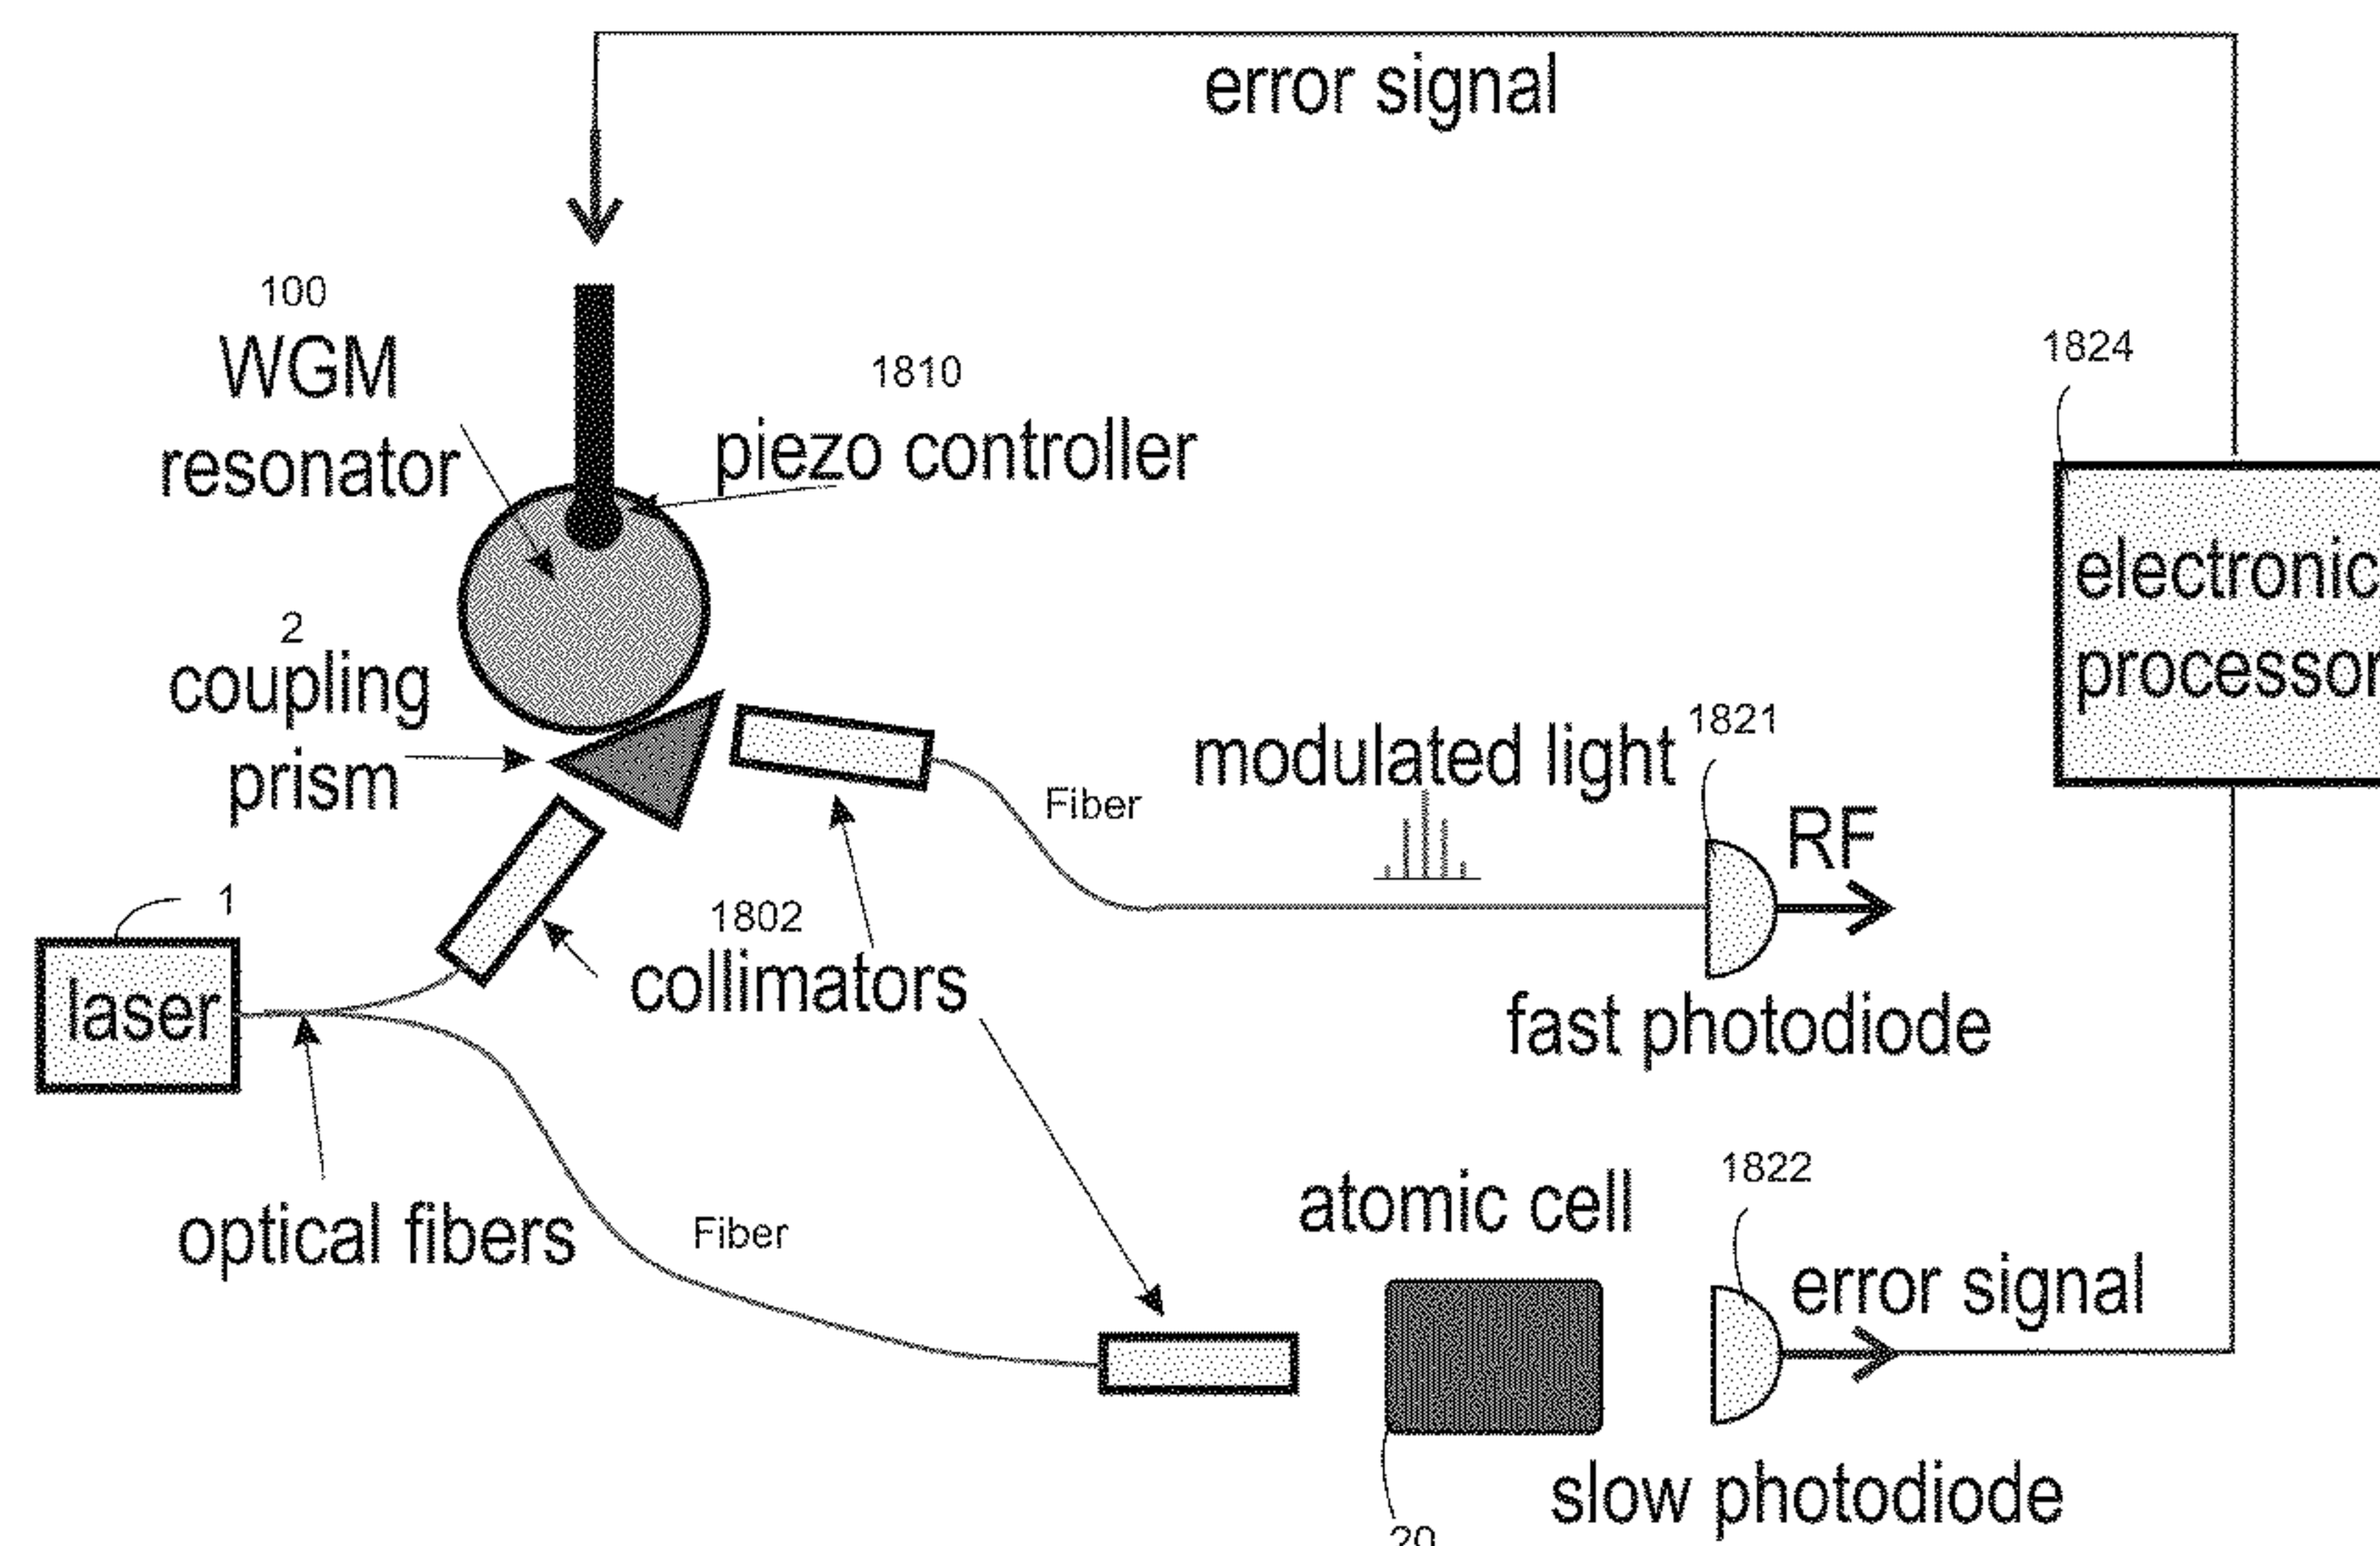 error signal
100
WGM
resonator
1810
piezo controller
1824
electronic
processor
2
coupling
prism
modulated light
1821
Fiber
RF
1
laser
1802
collimators
fast photodiode
optical fibers
Fiber
atomic cell
1822
error signal
slow photodiode
20